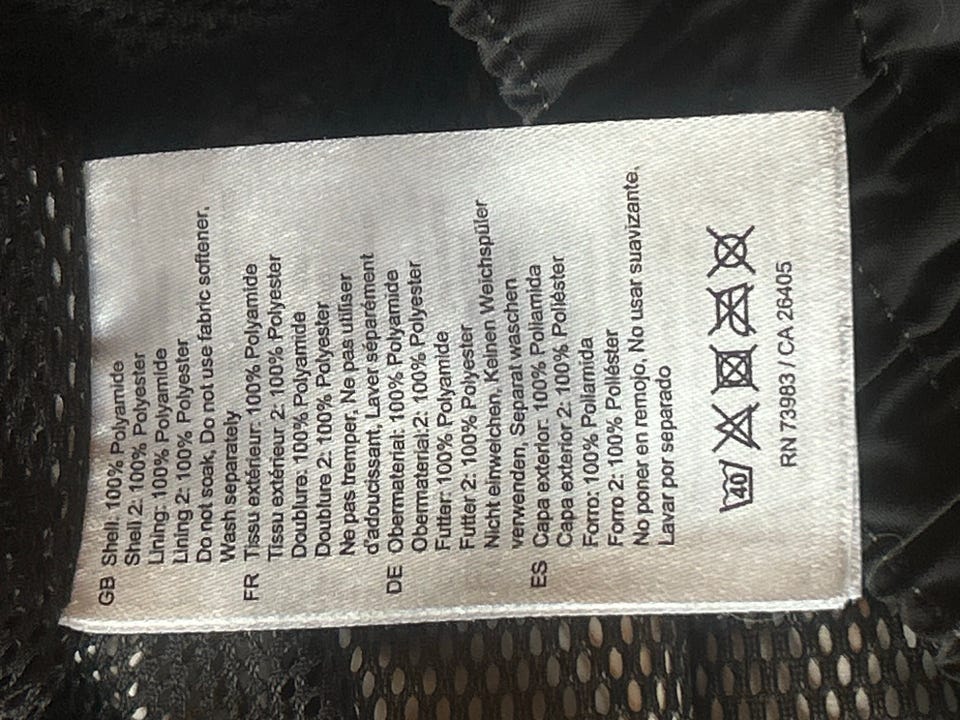 GB Shell: 100% Polyamide
Shell 2: 100% Polyester
Lining: 100% Polyamide
Lining 2: 100% Polyester
Do not soak, Do not use fabric softener,
Wash separately
FR Tissu extérieur: 100% Polyamide
Tissu extérieur 2: 100% Polyester
Doublure: 100% Polyamide
Doublure 2: 100% Polyester
Ne pas tremper, Ne pas utiliser
d'adoucissant, Laver séparément
DE Obermaterial: 100% Polyamide
Obermaterial 2: 100% Polyester
Futter: 100% Polyamide
Futter 2: 100% Polyester
Nicht einweichen, Keinen Weichspüler
verwenden, Separat waschen
ES Capa exterior: 100% Poliamida
Capa exterior 2: 100% Poliéster
Forro: 100% Poliamida
Forro 2: 100% Poliéster
No poner en remojo, No usar suavizante,
Lavar por separado
40
RN 73983 / CA 26405